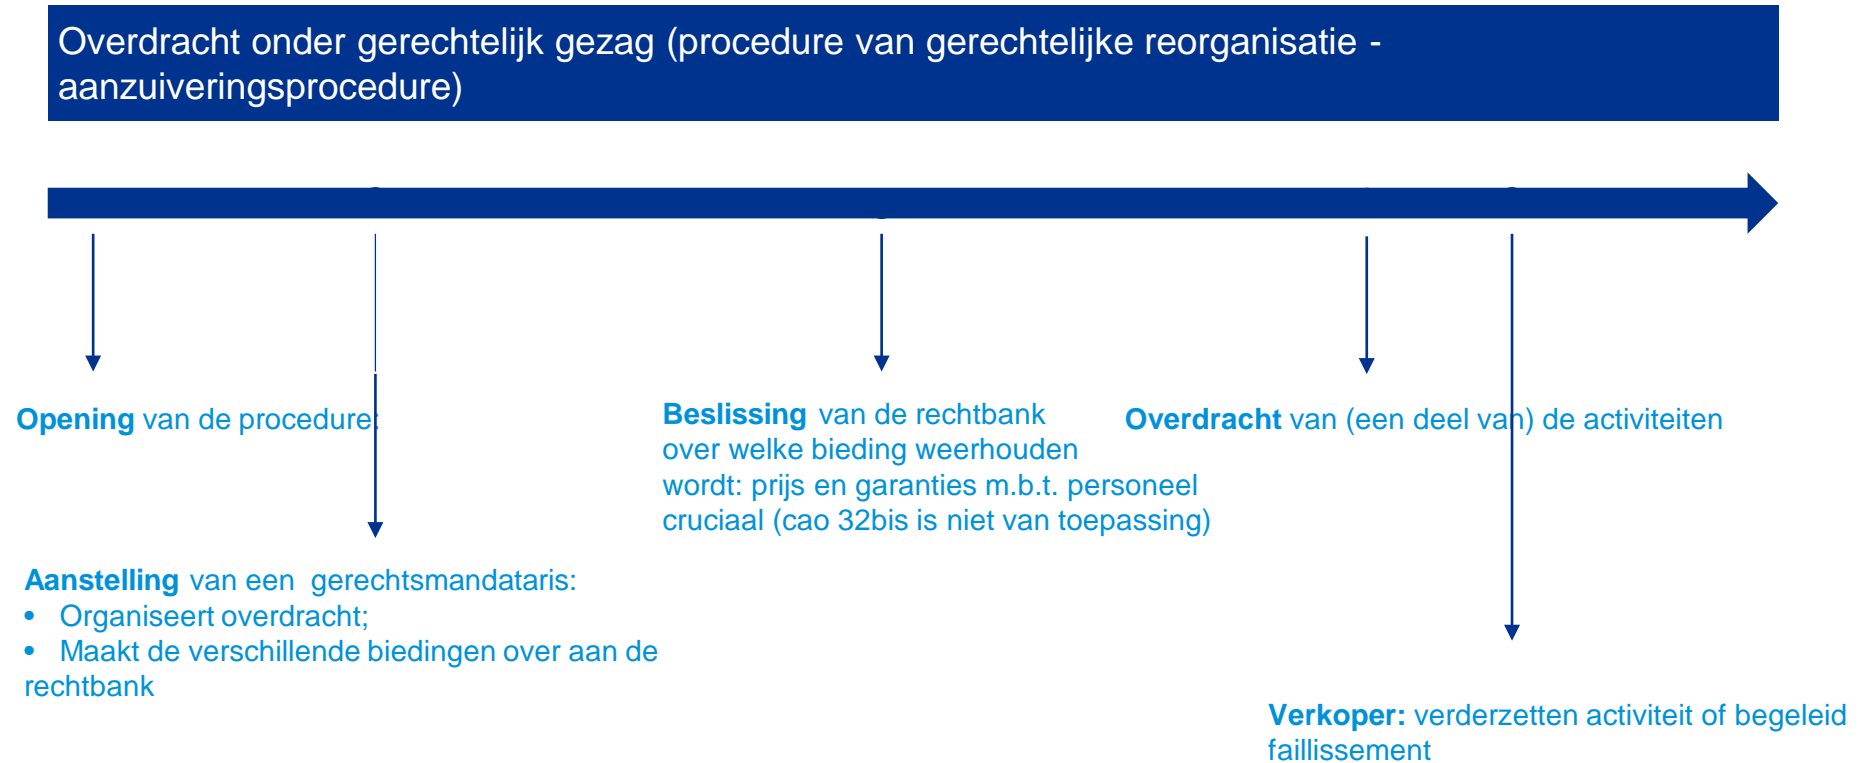 Overdracht onder gerechtelijk gezag (procedure van gerechtelijke reorganisatie -
aanzuiveringsprocedure)
Opening van de procedure:
Aanstelling van een gerechtsmandataris:
• Organiseert overdracht;
• Maakt de verschillende biedingen over aan de
rechtbank
Beslissing van de rechtbank
over welke bieding weerhouden
wordt: prijs en garanties m.b.t. personeel
cruciaal (cao 32bis is niet van toepassing)
Overdracht van (een deel van) de activiteiten
Verkoper: verderzetten activiteit of begeleid
faillissement